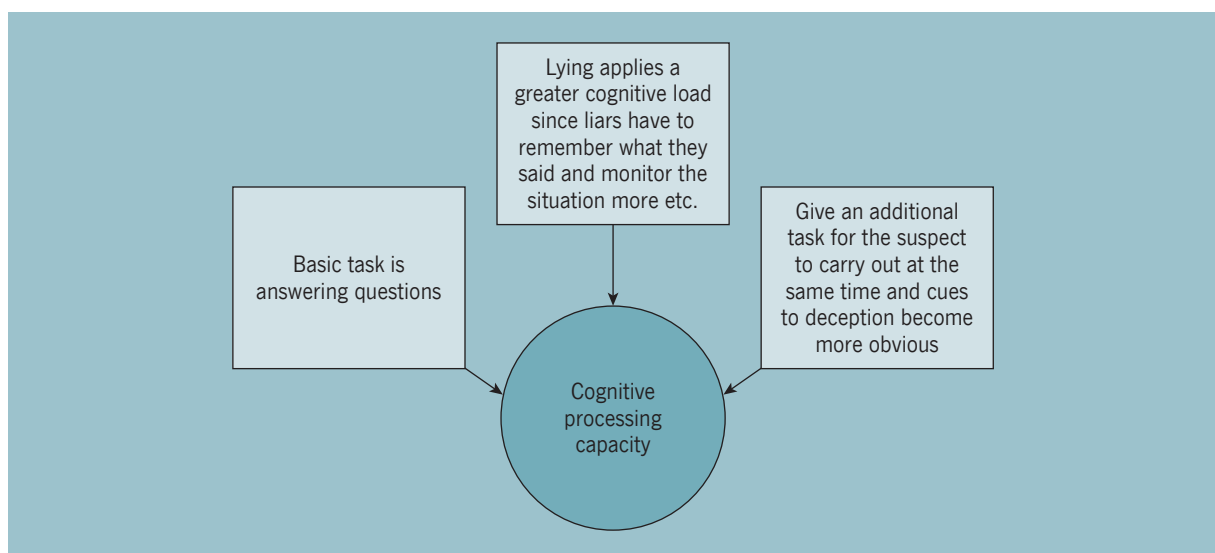 Basic task is
answering questions
Lying applies a
greater cognitive load
since liars have to
remember what they
said and monitor the
situation more etc.
Give an additional
task for the suspect
to carry out at the
same time and cues
to deception become
more obvious
Cognitive
processing
capacity